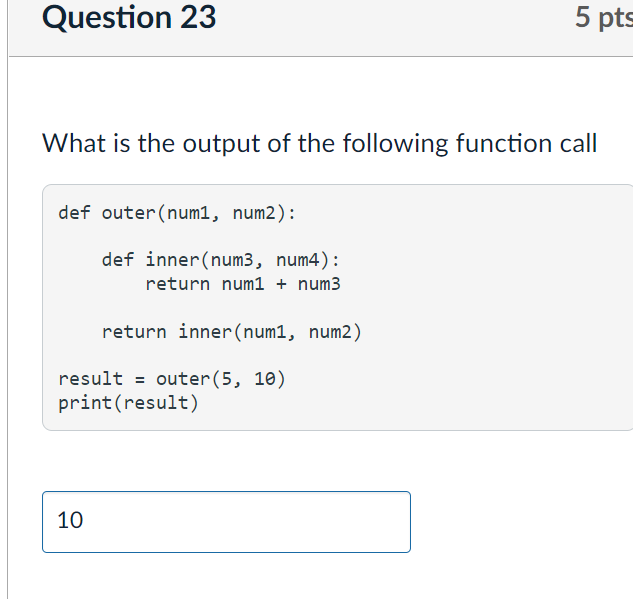 Question 23
5 pts
What is the output of the following function call
def outer(num1, num2):
def inner(num3, num4):
return num1 + num3
return inner(num1, num2)
result = outer(5, 10)
print(result)
10